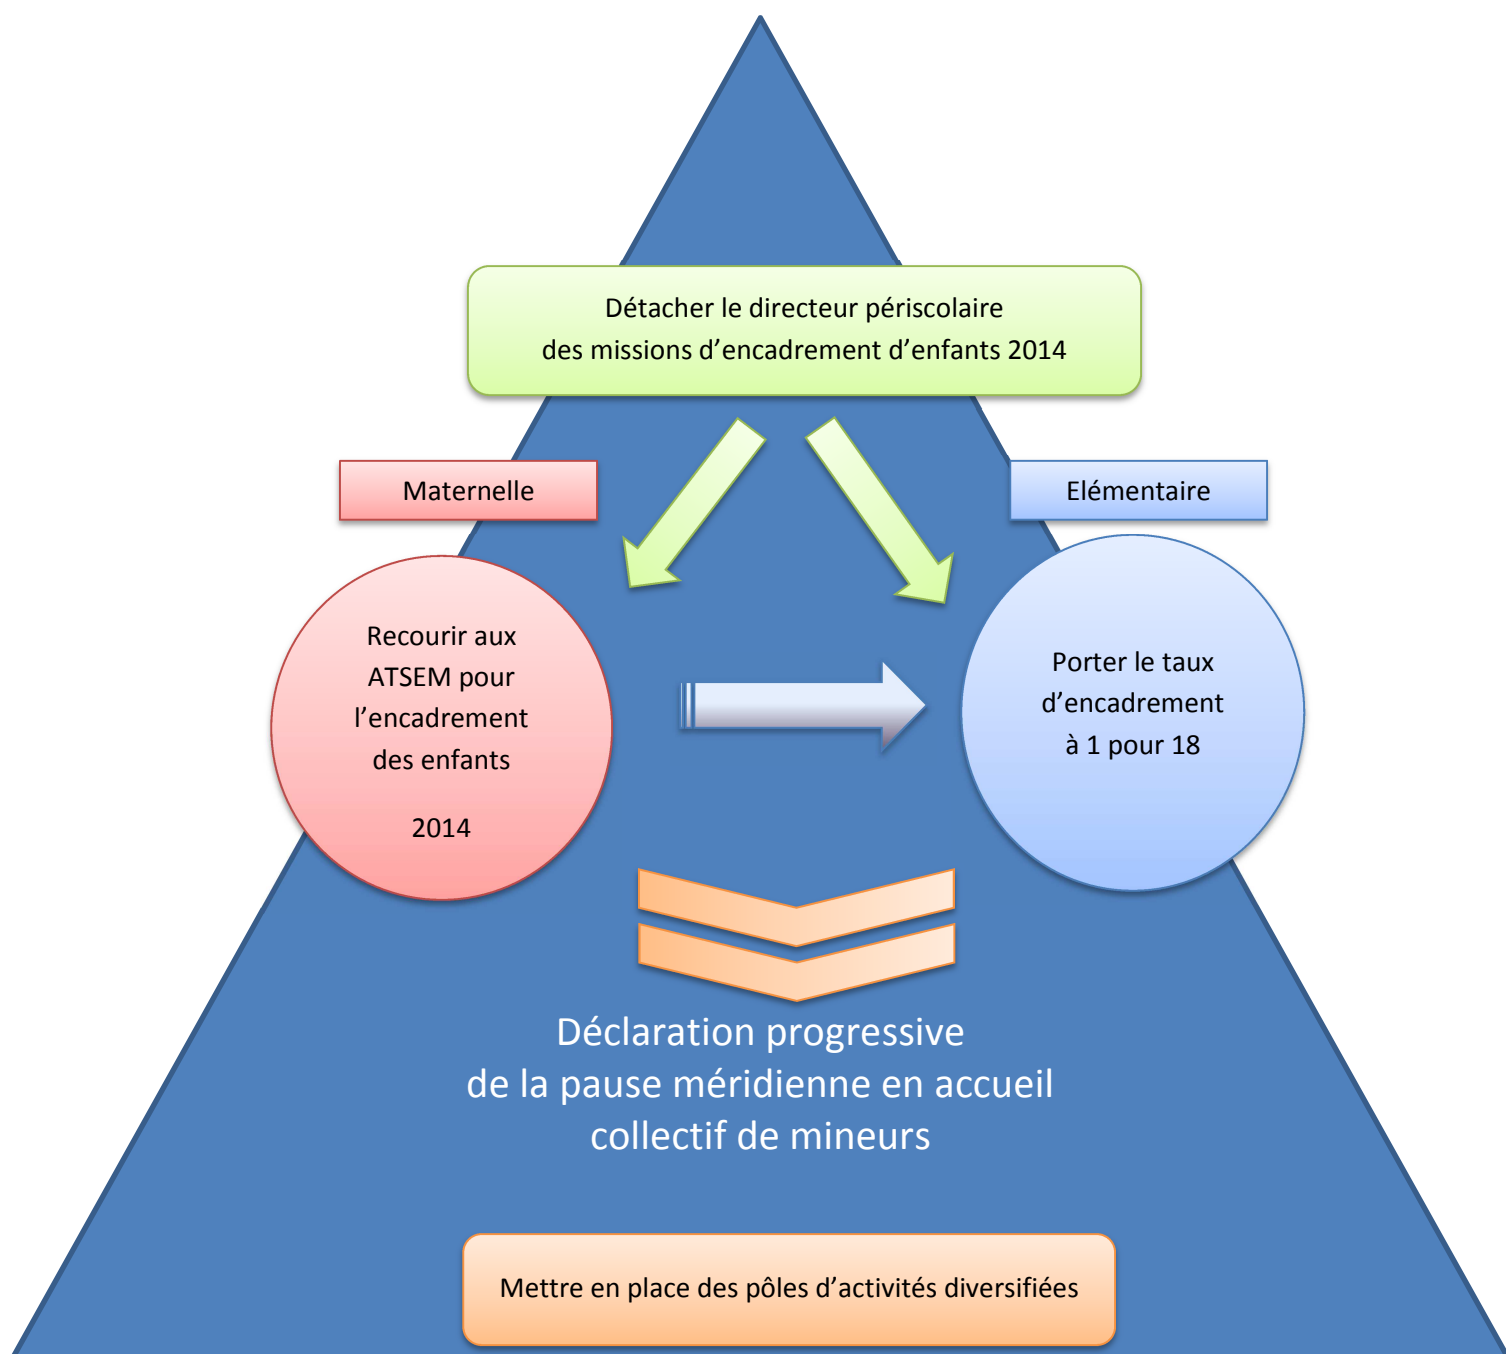 Détacher le directeur périscolaire
des missions d’encadrement d’enfants 2014
Maternelle
Elémentaire
Recourir aux
ATSEM pour
l’encadrement
des enfants
2014
Porter le taux
d’encadrement
à 1 pour 18
Déclaration progressive
de la pause méridienne en accueil
collectif de mineurs
Mettre en place des pôles d’activités diversifiées